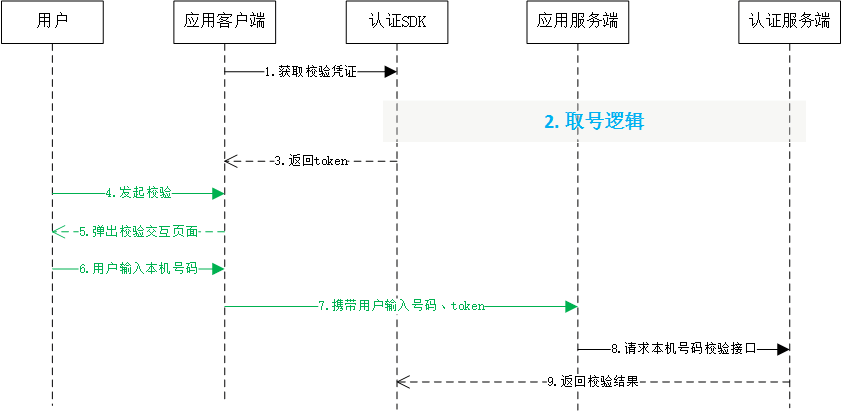 用户
应用客户端
认证SDK
应用服务端
认证服务端
1.获取校验凭证
2. 取号逻辑
3.返回token
4.发起校验
5.弹出校验交互页面
6.用户输入本机号码
7.携带用户输入号码、token
8.请求本机号码校验接口
9.返回校验结果